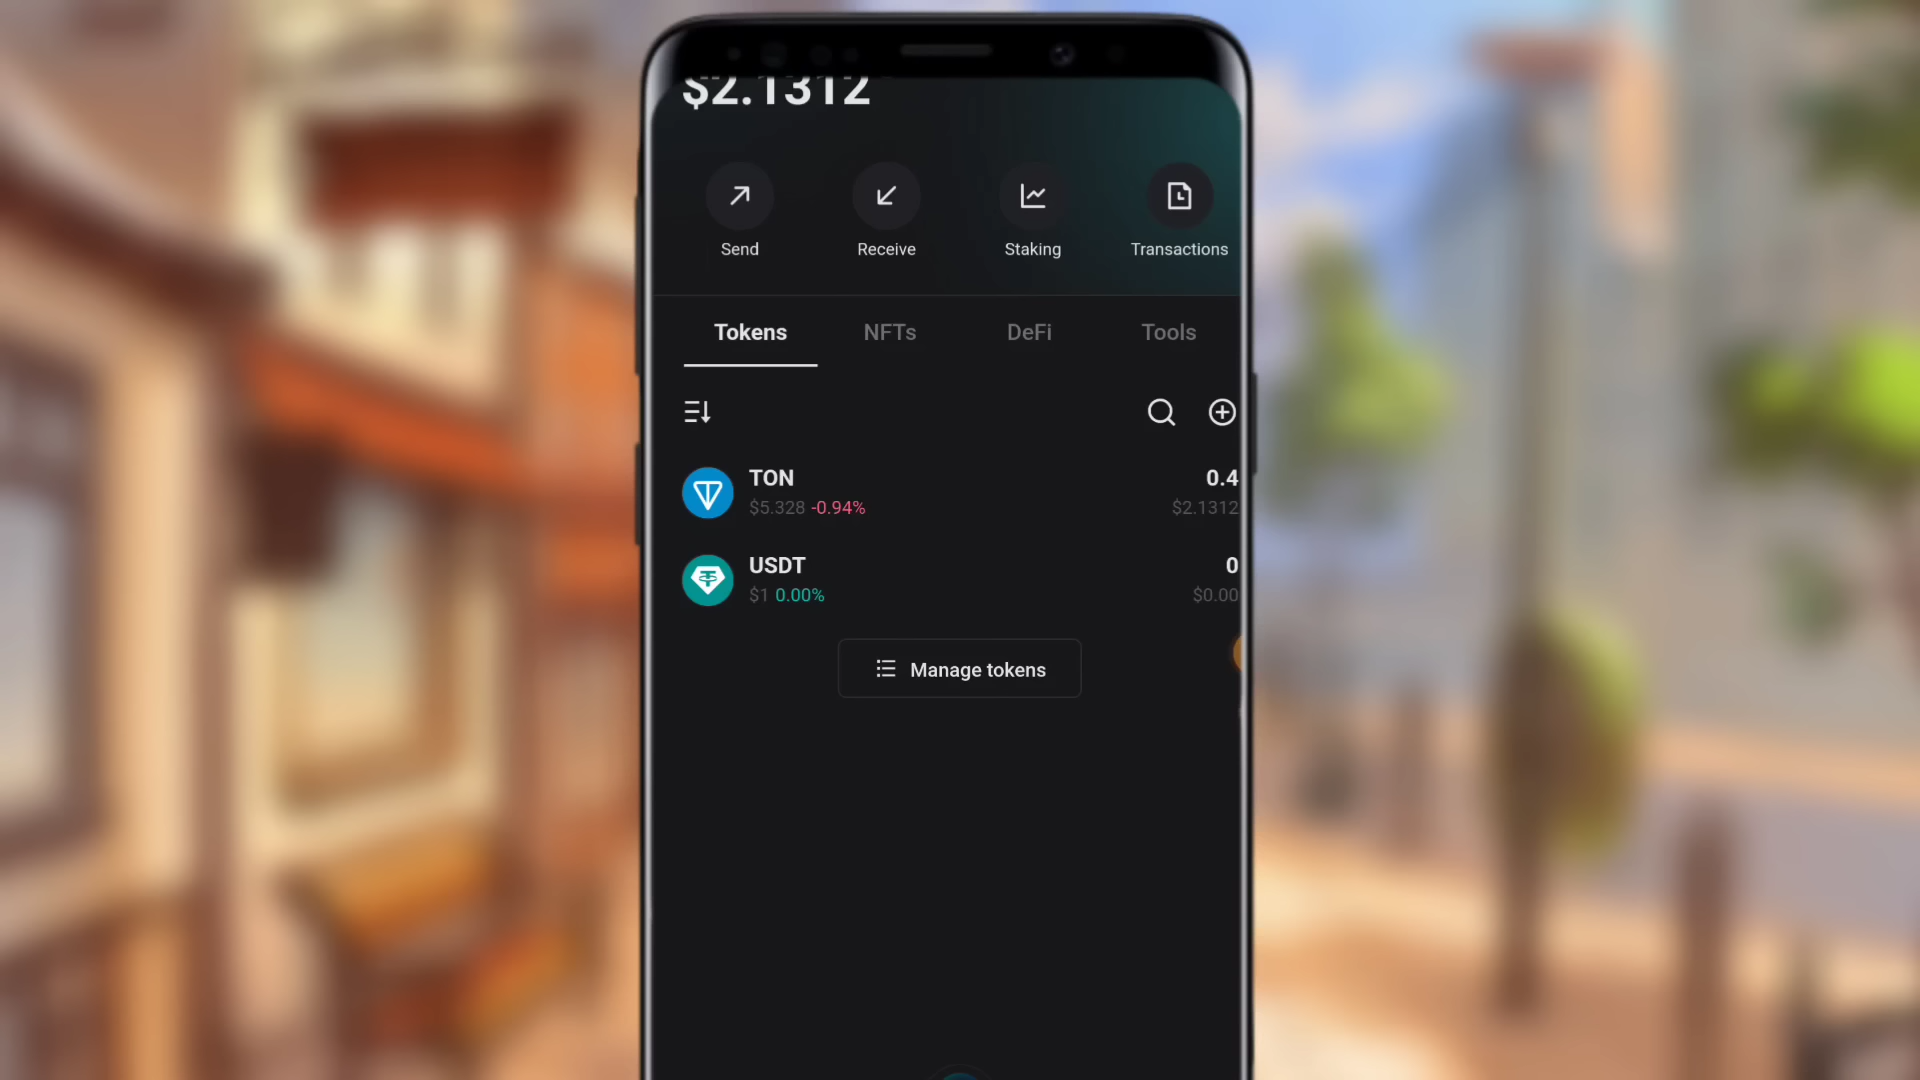 $2.1312
Send Receive Staking Transactions
Tokens NFTs DeFi Tools
TON 0.4
$5.328 -0.94% $2.1312
USDT 0
$1 0.00% $0.00
Manage tokens